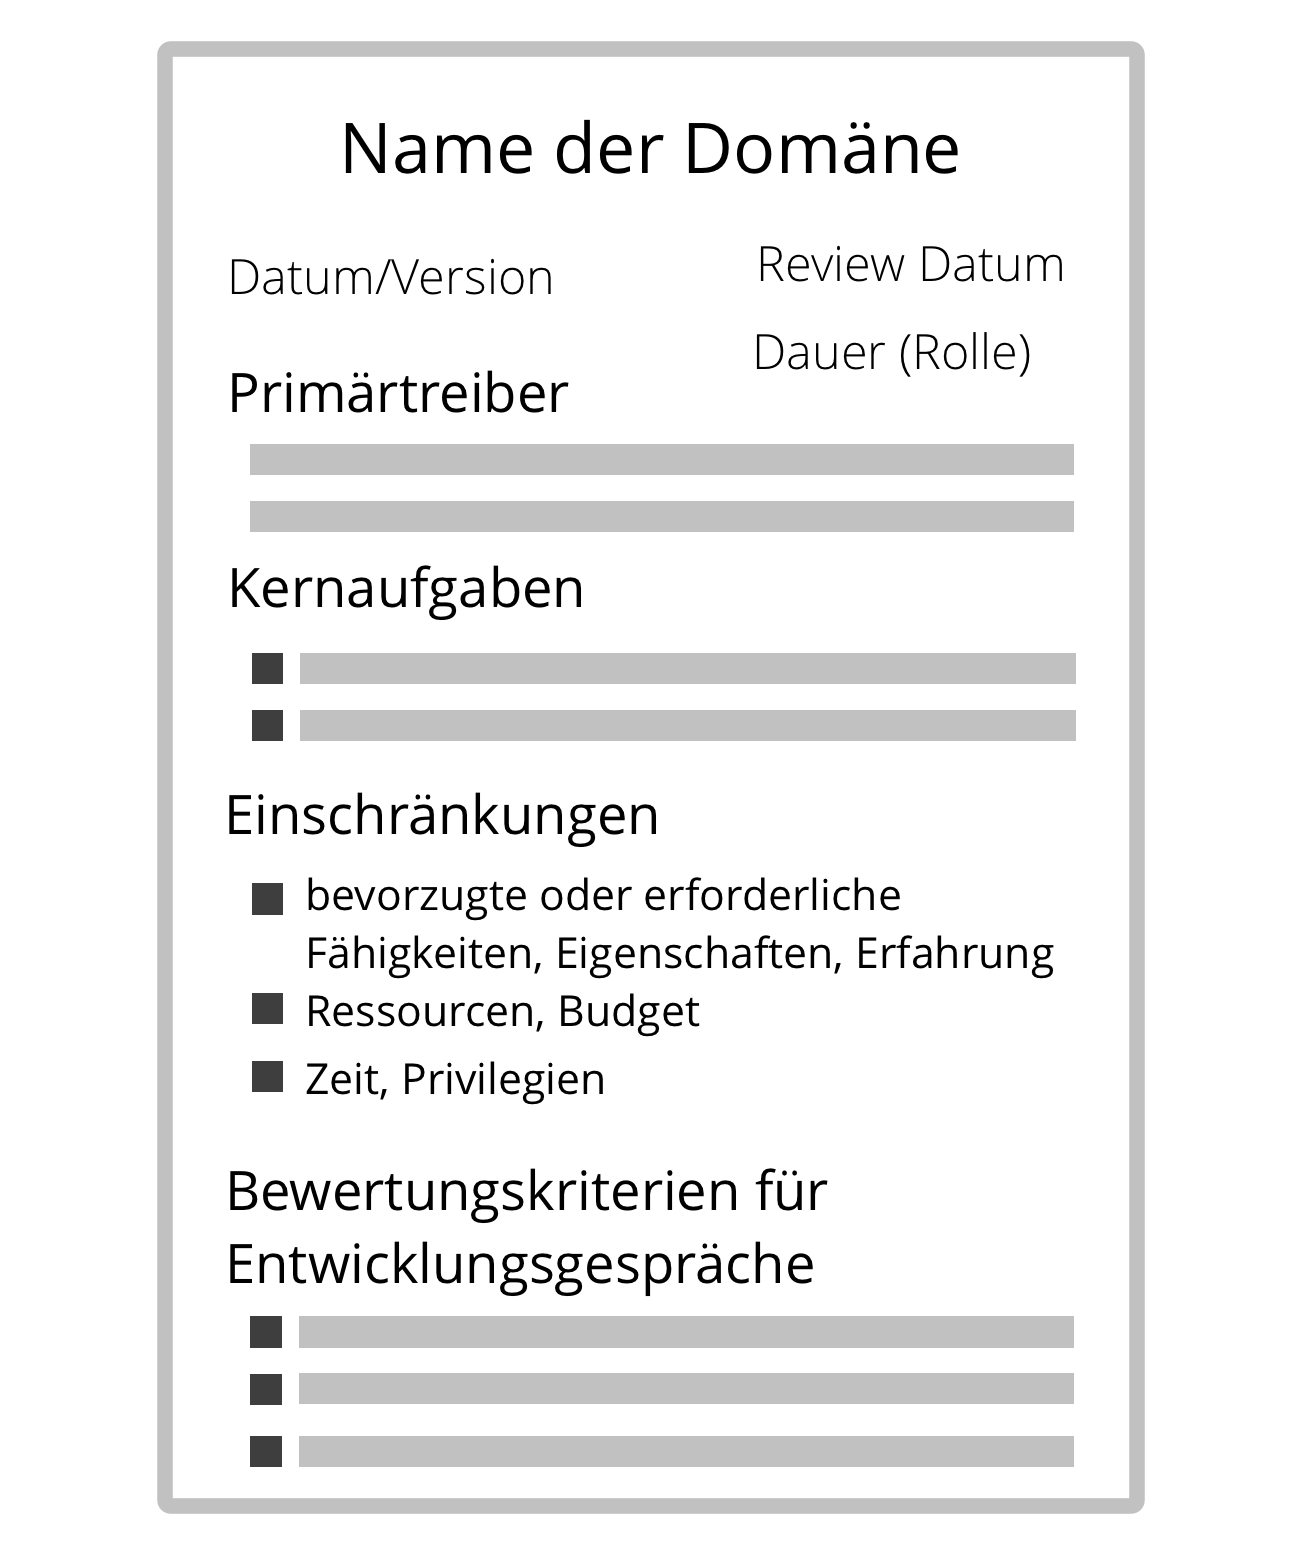 Name der Domäne
Datum/Version
Review Datum
Dauer (Rolle)
Primärtreiber
Kernaufgaben
Einschränkungen
bevorzugte oder erforderliche
Fähigkeiten, Eigenschaften, Erfahrung
Ressourcen, Budget
Zeit, Privilegien
Bewertungskriterien für
Entwicklungsgespräche